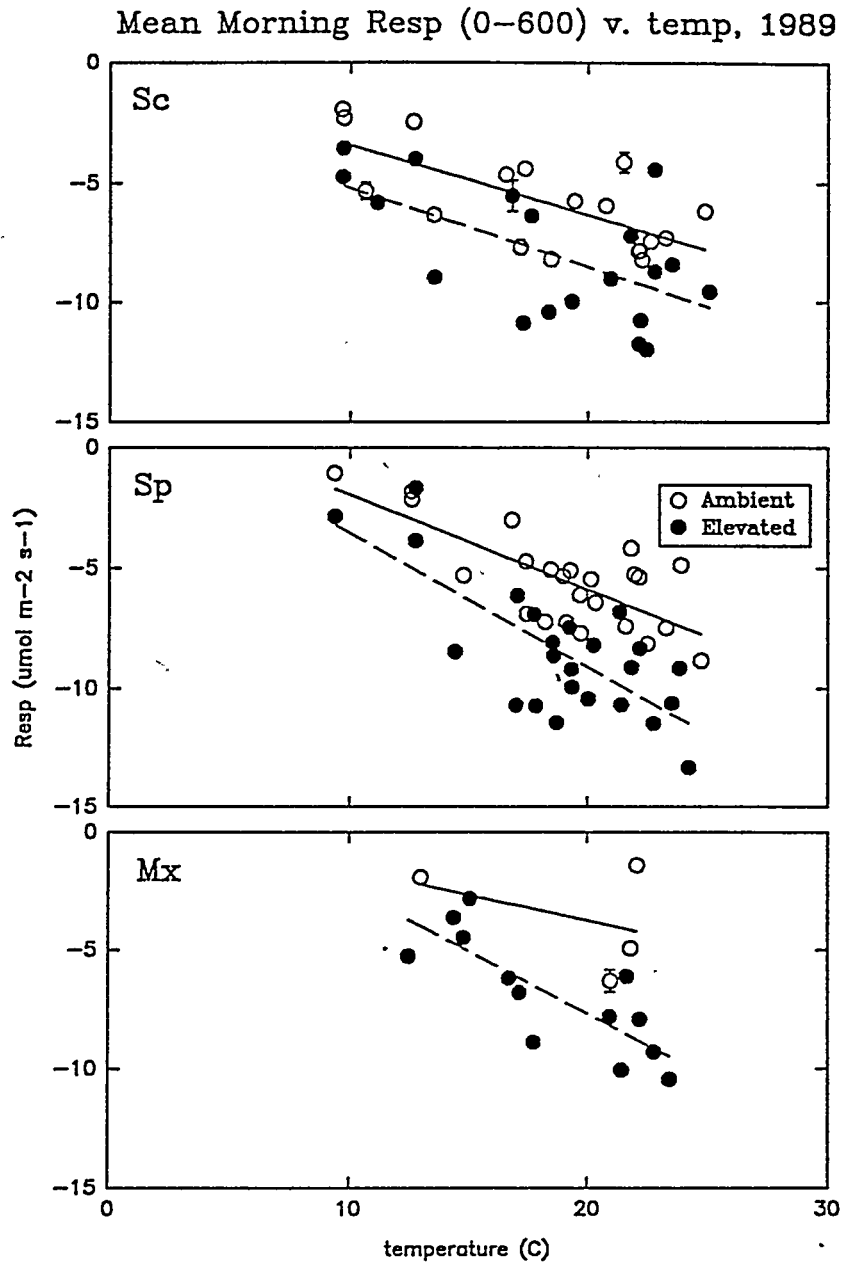 Mean Morning Resp (0-600) v. temp, 1989
0
Sc
-5
-10
-15
0
Sp
Ambient
Elevated
-5
-10
-15
Resp (umol m-2 s-1)
0
Mx
-5
-10
-15
0 10 20 30
temperature (C)